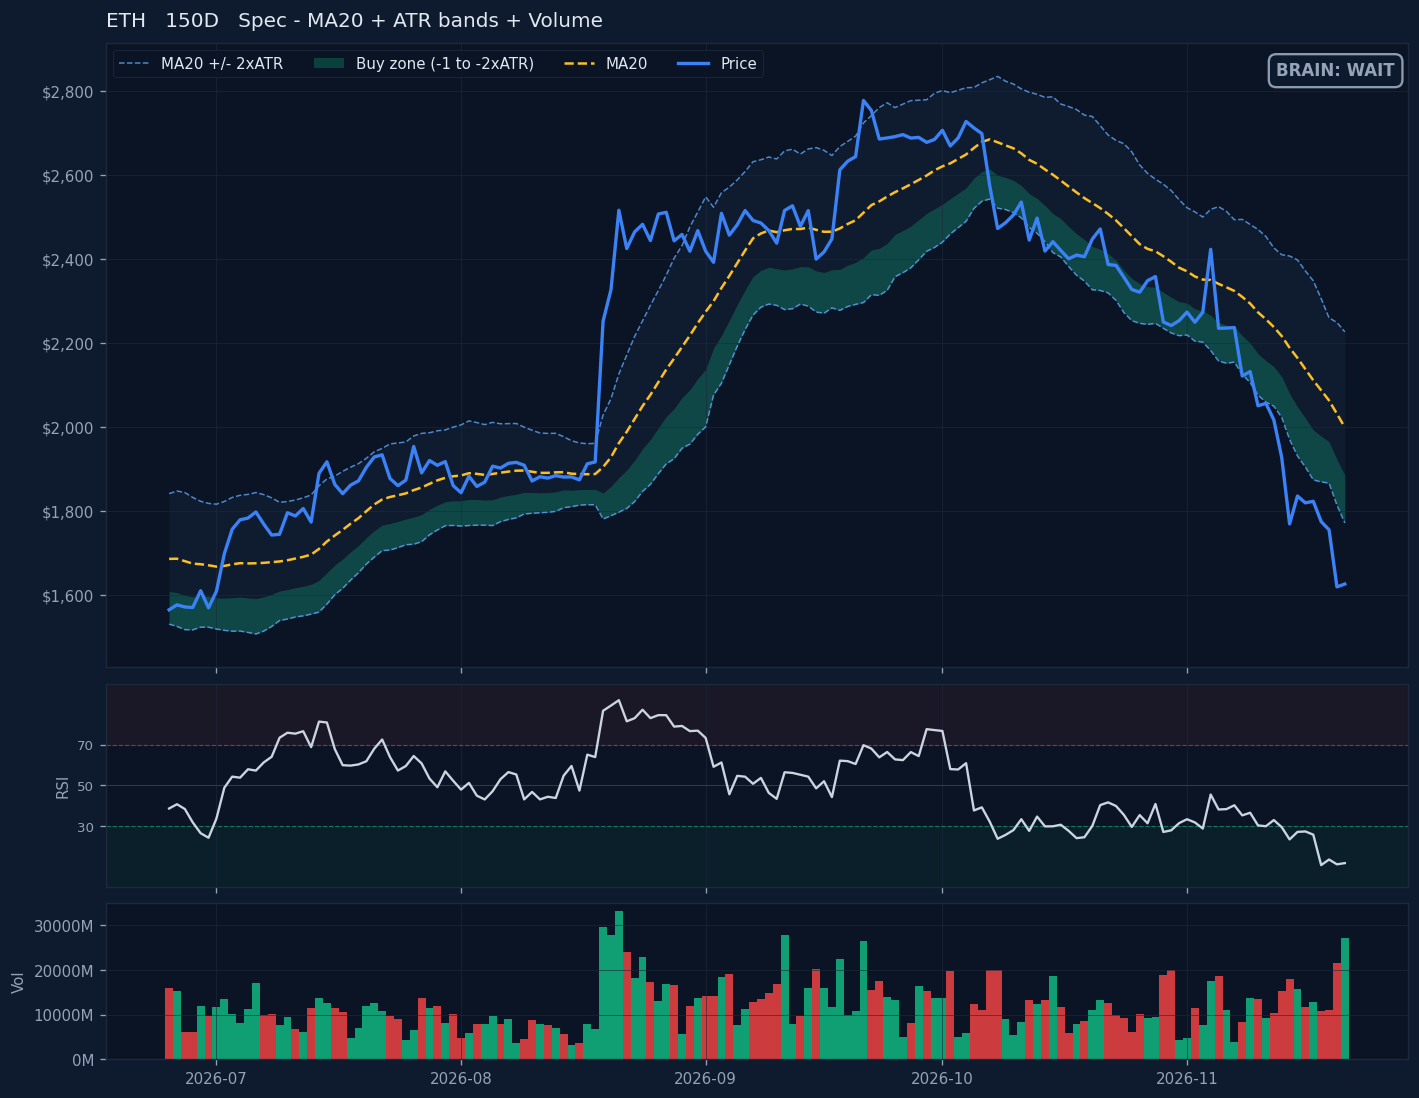 ETH   150D   Spec - MA20 + ATR bands + Volume
MA20 +/- 2xATR   Buy zone (-1 to -2xATR)   MA20   Price
BRAIN: WAIT
$2,800
$2,600
$2,400
$2,200
$2,000
$1,800
$1,600
RSI
70
50
30
Vol
30000M
20000M
10000M
0M
2026-07   2026-08   2026-09   2026-10   2026-11